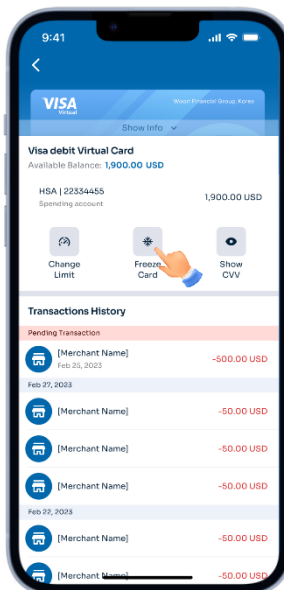 9:41
VISA
Virtual
Woori Financial Group, Korea
Show Info
Visa debit Virtual Card
Available Balance: 1,900.00 USD
HSA | 22334455
1,900.00 USD
Spending account
Change Limit
Freeze Card
Show CVV
Transactions History
Pending Transaction
[Merchant Name]
-500.00 USD
Feb 25, 2023
Feb 27, 2023
[Merchant Name]
-50.00 USD
[Merchant Name]
-50.00 USD
[Merchant Name]
-50.00 USD
Feb 22, 2023
[Merchant Name]
-50.00 USD
[Merchant Name]
-50.00 USD